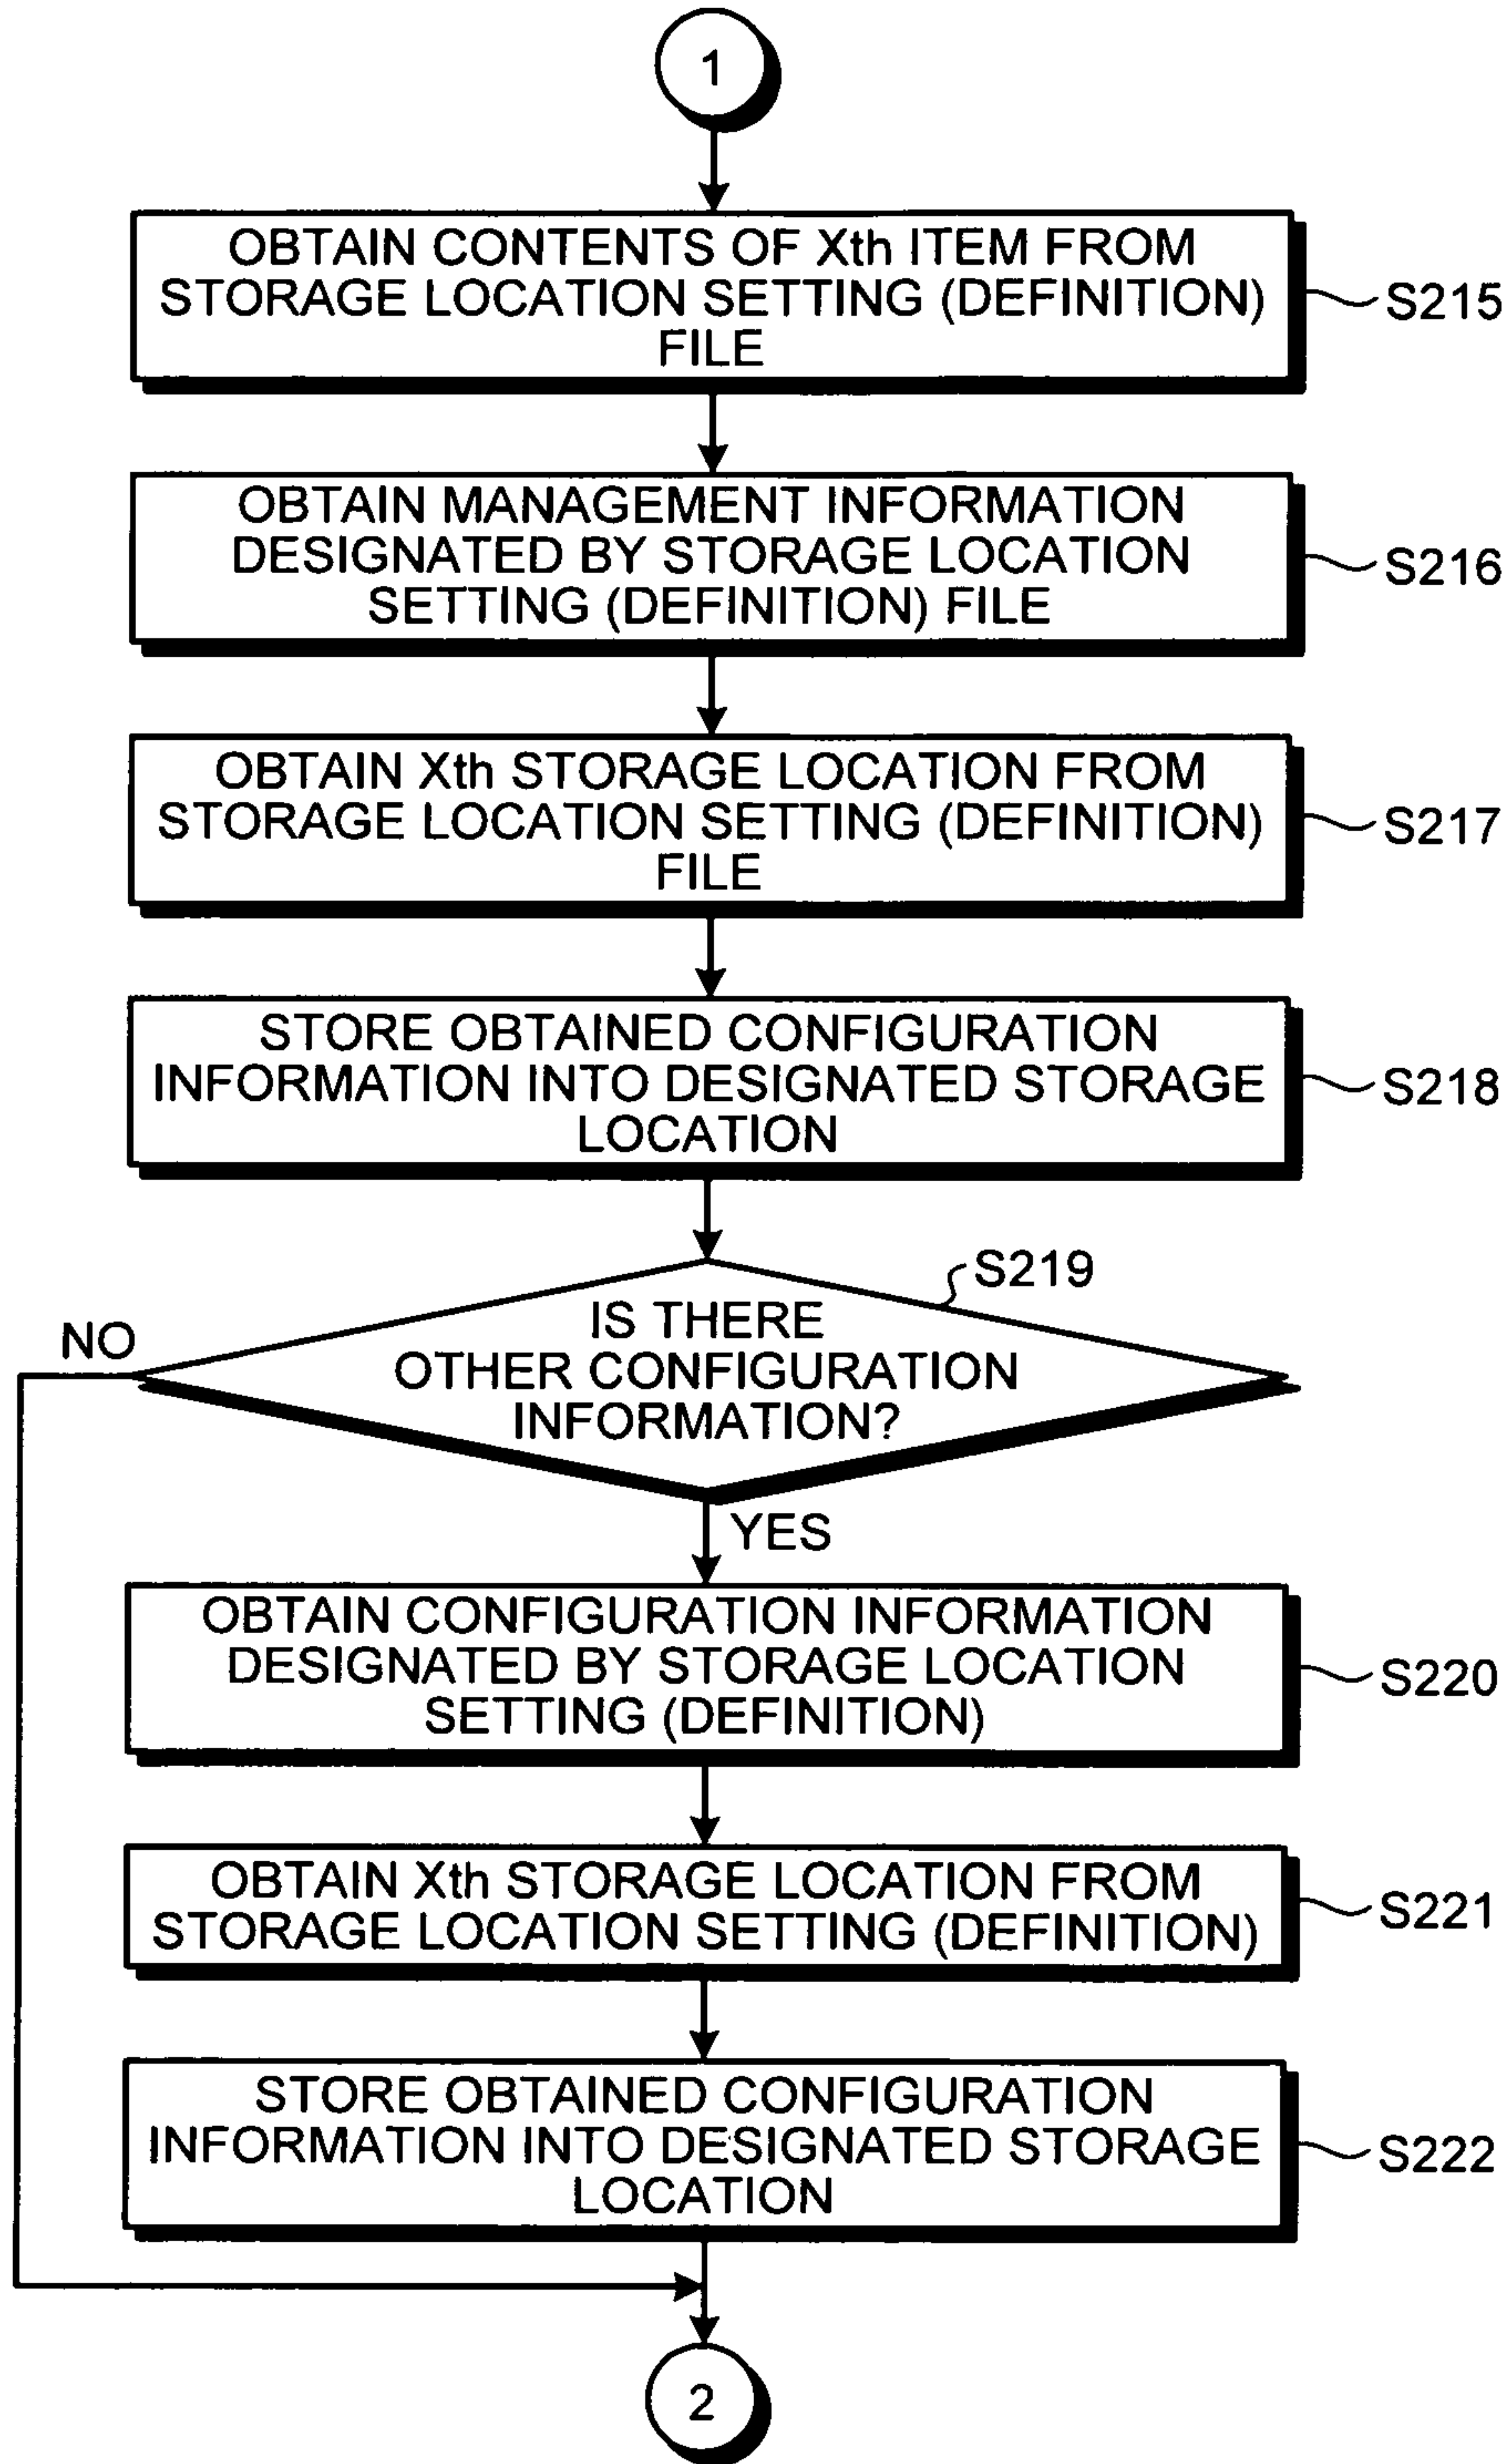 1
OBTAIN CONTENTS OF Xth ITEM FROM
STORAGE LOCATION SETTING (DEFINITION)
FILE
S215
OBTAIN MANAGEMENT INFORMATION
DESIGNATED BY STORAGE LOCATION
SETTING (DEFINITION) FILE
S216
OBTAIN Xth STORAGE LOCATION FROM
STORAGE LOCATION SETTING (DEFINITION)
FILE
S217
STORE OBTAINED CONFIGURATION
INFORMATION INTO DESIGNATED STORAGE
LOCATION
S218
S219
IS THERE
OTHER CONFIGURATION
INFORMATION?
NO
YES
OBTAIN CONFIGURATION INFORMATION
DESIGNATED BY STORAGE LOCATION
SETTING (DEFINITION)
S220
OBTAIN Xth STORAGE LOCATION FROM
STORAGE LOCATION SETTING (DEFINITION)
S221
STORE OBTAINED CONFIGURATION
INFORMATION INTO DESIGNATED STORAGE
LOCATION
S222
2